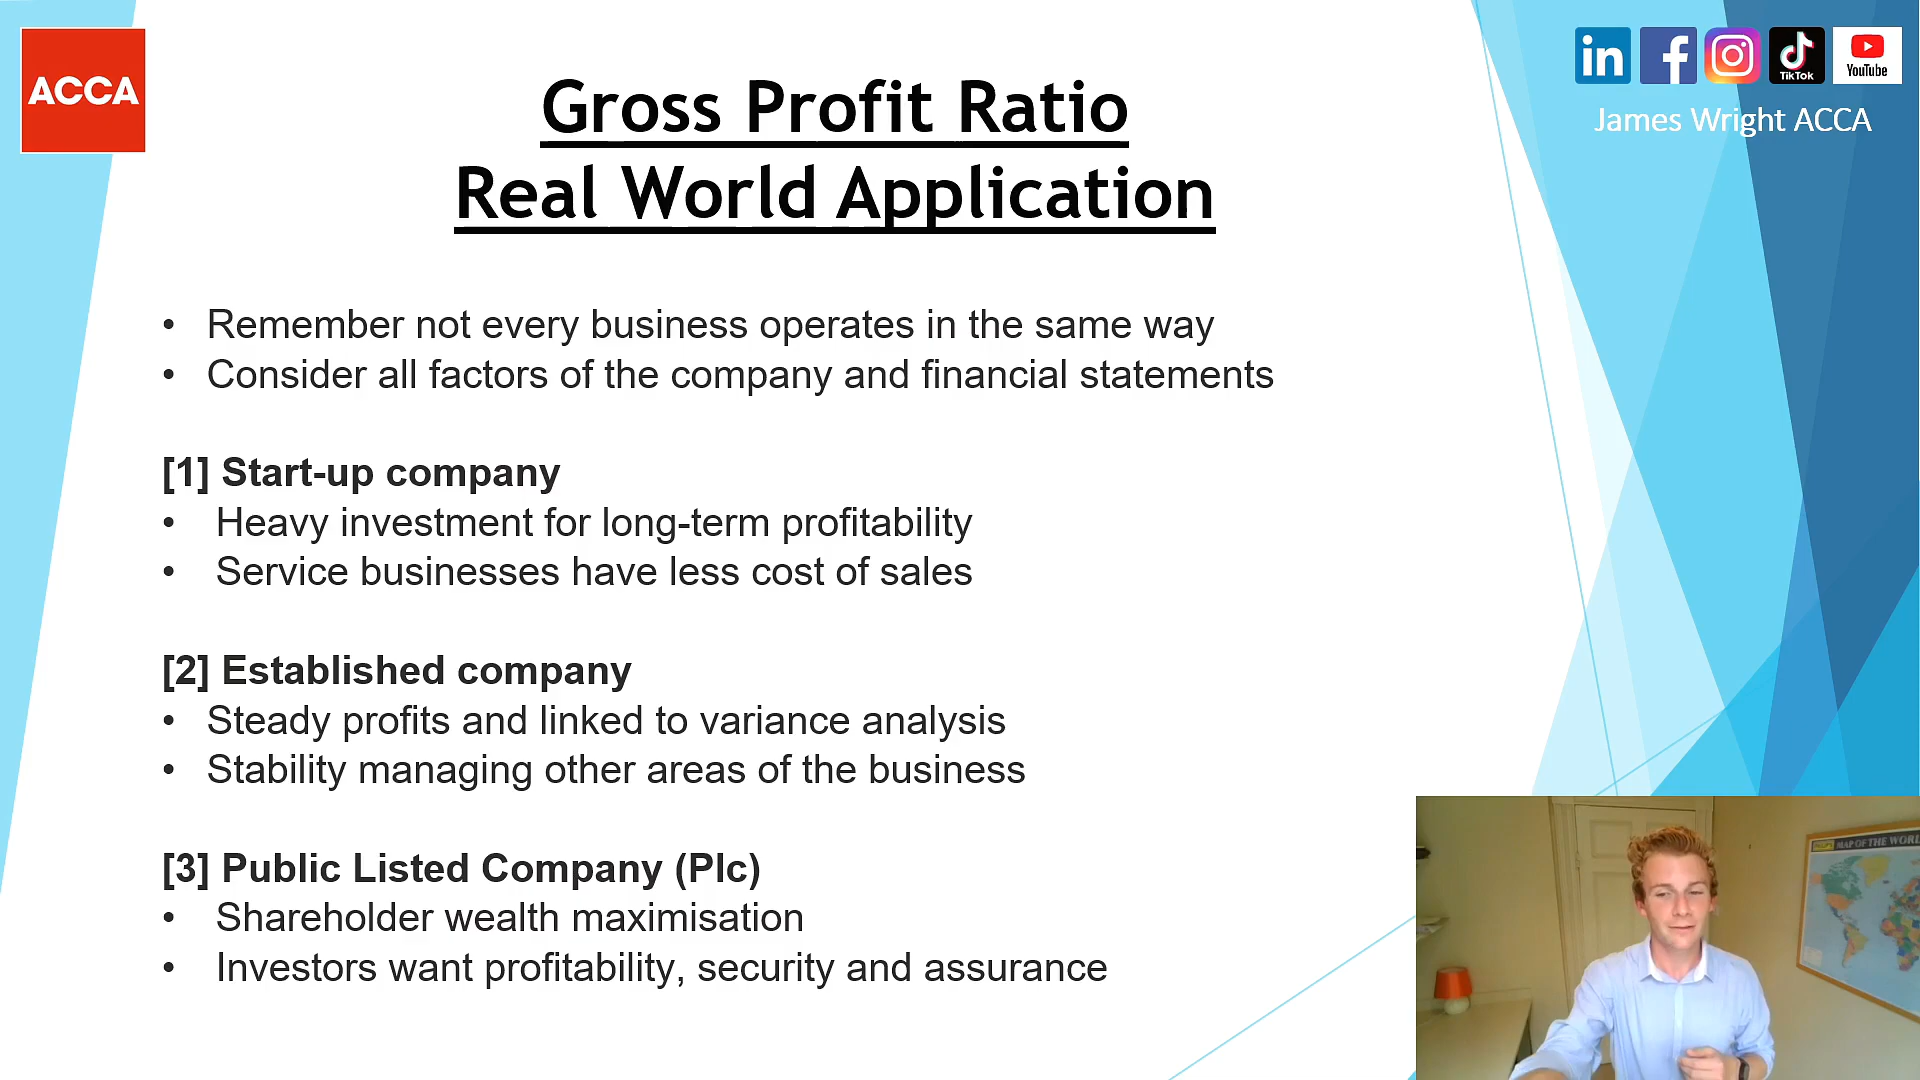 ACCA
in
f
TikTok
YouTube
James Wright ACCA
Gross Profit Ratio
Real World Application
• Remember not every business operates in the same way
• Consider all factors of the company and financial statements
[1] Start-up company
• Heavy investment for long-term profitability
• Service businesses have less cost of sales
[2] Established company
• Steady profits and linked to variance analysis
• Stability managing other areas of the business
[3] Public Listed Company (Plc)
• Shareholder wealth maximisation
• Investors want profitability, security and assurance
MAP OF THE WORL